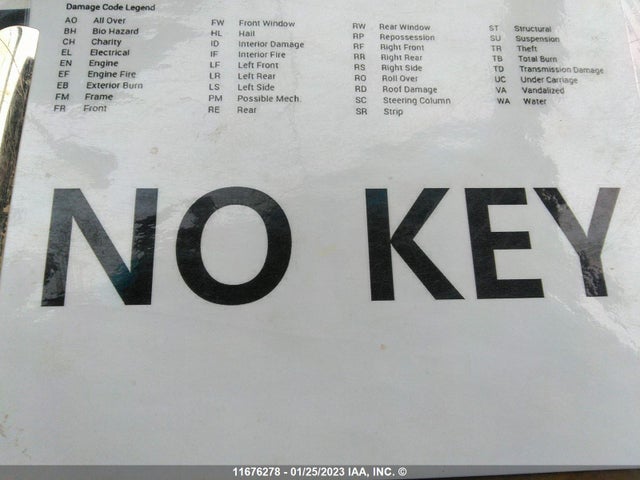 Damage Code Legend
AO All Over FW Front Window RW Rear Window ST Structural
BH Bio Hazard HL Hail RP Repossession SU Suspension
CH Charity ID Interior Damage RF Right Front TR Theft
EL Electrical IF Interior Fire RR Right Rear TB Total Burn
EN Engine LF Left Front RS Right Side TD Transmission Damage
EF Engine Fire LR Left Rear RO Roll Over UC Under Carriage
EB Exterior Burn LS Left Side RD Roof Damage VA Vandalized
FM Frame PM Possible Mech. SC Steering Column WA Water
FR Front RE Rear SR Strip
NO KEY
11676278 - 01/25/2023 IAA, INC. ©